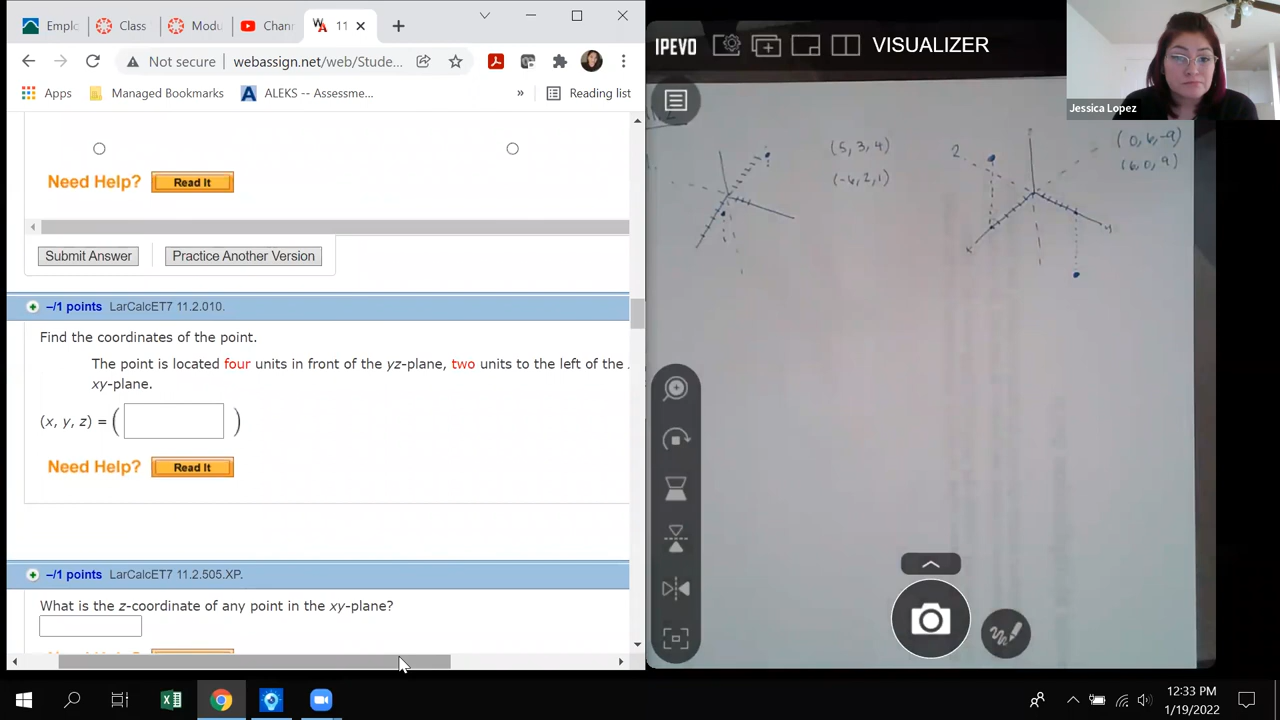 Emplo
Class
Modu
Chann
11
Not secure
webassign.net/web/Stude...
Apps
Managed Bookmarks
ALEKS -- Assessme...
»
Reading list
Need Help? Read It
Submit Answer
Practice Another Version
–/1 points LarCalcET7 11.2.010.
Find the coordinates of the point.
The point is located four units in front of the yz-plane, two units to the left of the
xy-plane.
(x, y, z) = ( )
Need Help? Read It
–/1 points LarCalcET7 11.2.505.XP.
What is the z-coordinate of any point in the xy-plane?
IPEVO
VISUALIZER
Jessica Lopez
(5, 3, 4)
(-6, 2, 1)
2.
(0, 6, -9)
(6, 0, 9)
x
y
12:33 PM
1/19/2022